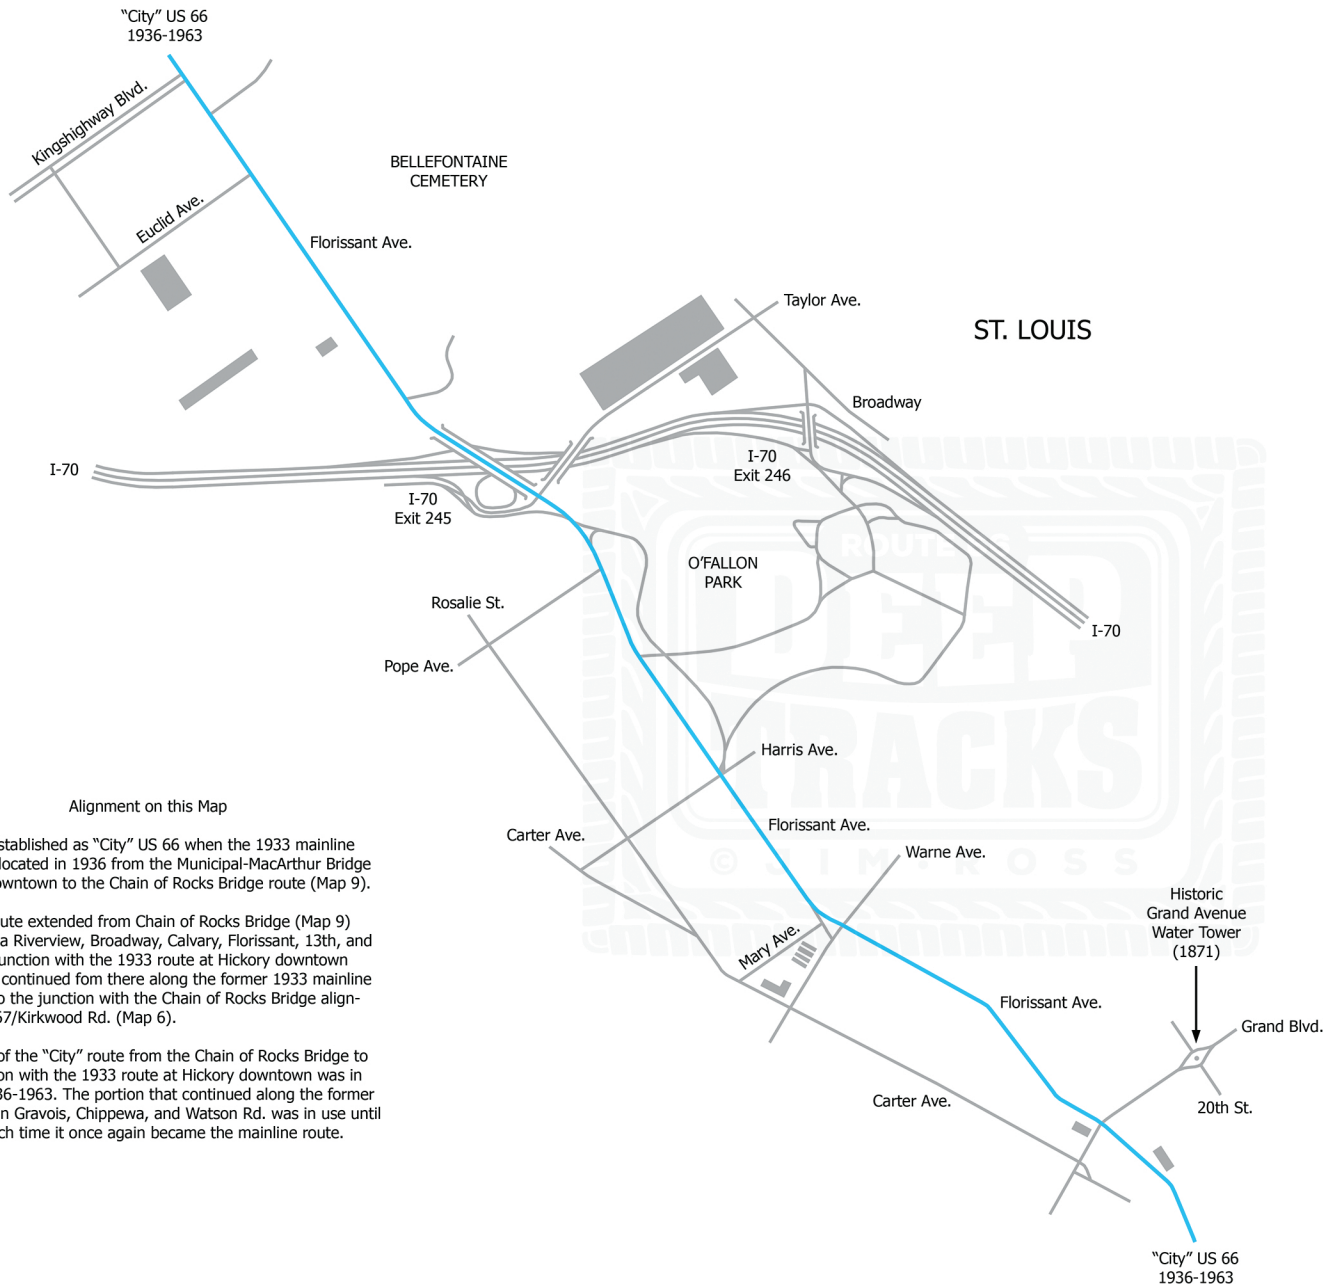 “City” US 66
1936-1963
Kingshighway Blvd.
BELLEFONTAINE
CEMETERY
Euclid Ave.
Florissant Ave.
Taylor Ave.
ST. LOUIS
Broadway
I-70
I-70
Exit 246
I-70
Exit 245
ROUTE 66
DEEP
TRACKS
© JIM ROSS
O’FALLON
PARK
Rosalie St.
I-70
Pope Ave.
Harris Ave.
Alignment on this Map
Florissant Ave.
Carter Ave.
stablished as “City” US 66 when the 1933 mainline
located in 1936 from the Municipal-MacArthur Bridge
owntown to the Chain of Rocks Bridge route (Map 9).
Warne Ave.
Historic
Grand Avenue
Water Tower
(1871)
ute extended from Chain of Rocks Bridge (Map 9)
a Riverview, Broadway, Calvary, Florissant, 13th, and
unction with the 1933 route at Hickory downtown
continued fom there along the former 1933 mainline
o the junction with the Chain of Rocks Bridge align-
67/Kirkwood Rd. (Map 6).
Mary Ave.
Florissant Ave.
Grand Blvd.
of the “City” route from the Chain of Rocks Bridge to
on with the 1933 route at Hickory downtown was in
36-1963. The portion that continued along the former
n Gravois, Chippewa, and Watson Rd. was in use until
ch time it once again became the mainline route.
Carter Ave.
20th St.
“City” US 66
1936-1963